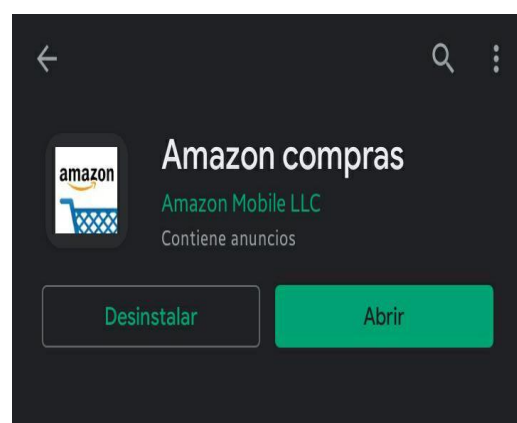 Amazon compras
amazon
Amazon Mobile LLC
Contiene anuncios
Desinstalar
Abrir